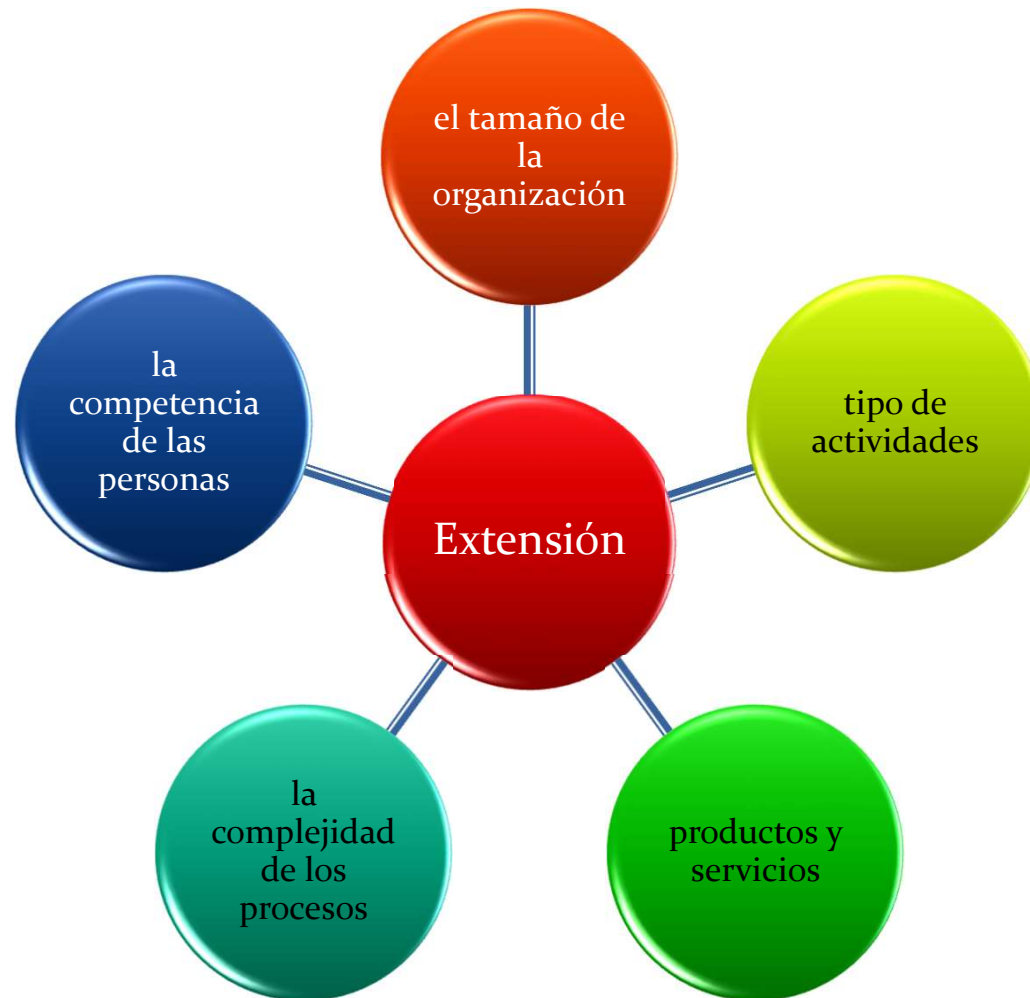 el tamaño de
la
organización
tipo de
actividades
productos y
servicios
la
complejidad
de los
procesos
la
competencia
de las
personas
Extensión